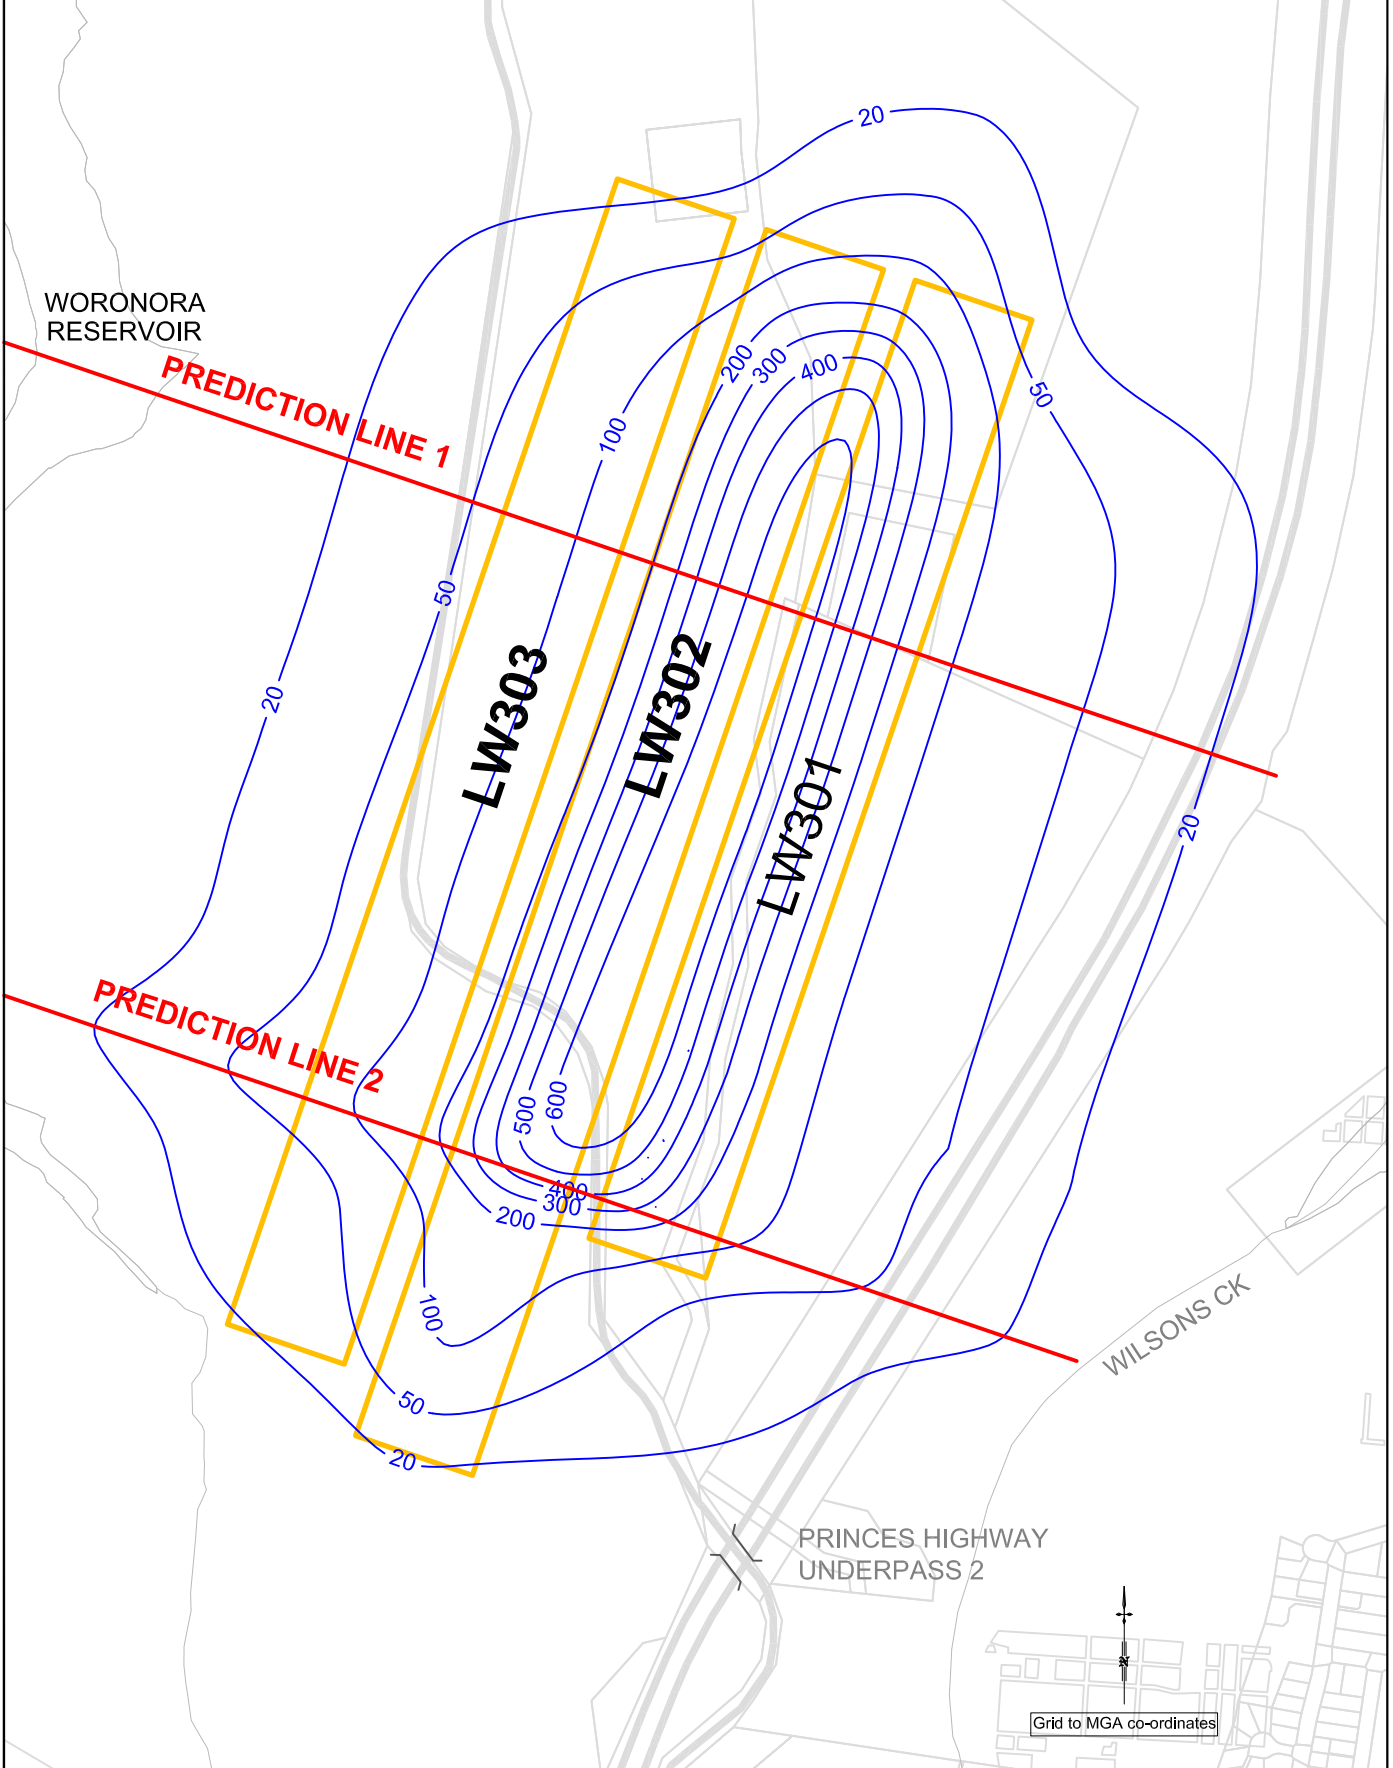 20
WORONORA
RESERVOIR
PREDICTION LINE 1
200
300
400
50
100
50
20
LW303
LW302
LW301
20
PREDICTION LINE 2
500
600
400
300
200
100
50
20
WILSONS CK
PRINCES HIGHWAY
UNDERPASS 2
N
Grid to MGA co-ordinates